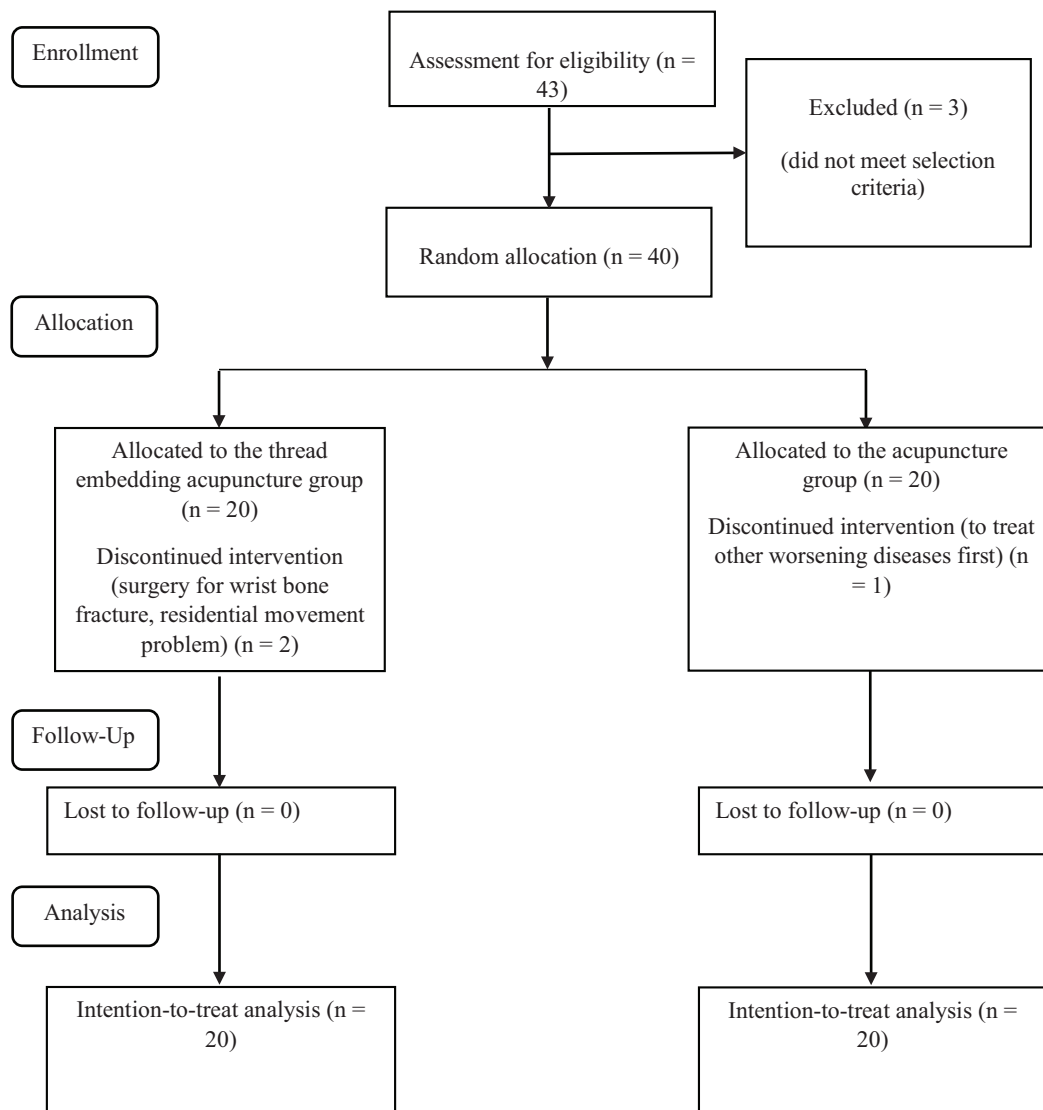 Enrollment
Assessment for eligibility (n =
43)
Excluded (n = 3)
(did not meet selection
criteria)
Random allocation (n = 40)
Allocation
Allocated to the thread
embedding acupuncture group
(n = 20)
Discontinued intervention
(surgery for wrist bone
fracture, residential movement
problem) (n = 2)
Allocated to the acupuncture
group (n = 20)
Discontinued intervention (to treat
other worsening diseases first) (n
= 1)
Follow-Up
Lost to follow-up (n = 0)
Lost to follow-up (n = 0)
Analysis
Intention-to-treat analysis (n =
20)
Intention-to-treat analysis (n =
20)